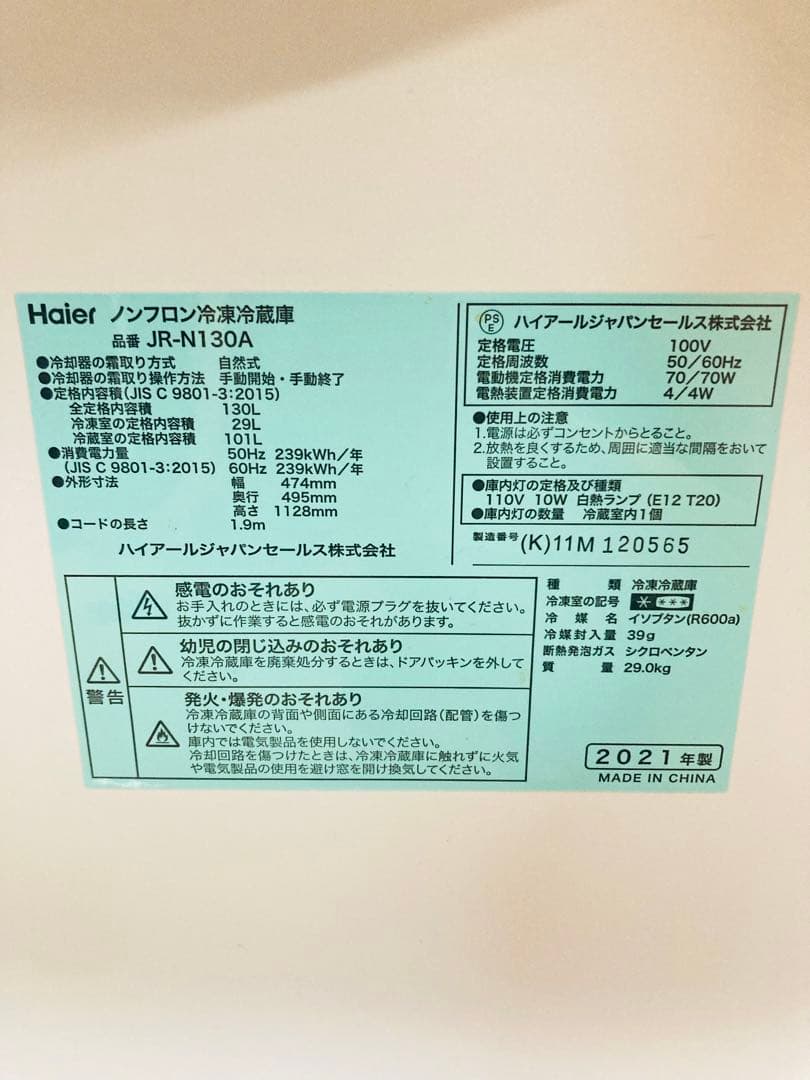 Haier ノンフロン冷凍冷蔵庫
品番 JR-N130A
●冷却器の霜取り方式 自然式
●冷却器の霜取り操作方法 手動開始・手動終了
●定格内容積(JIS C 9801-3:2015)
全定格内容積 130L
冷凍室の定格内容積 29L
冷蔵室の定格内容積 101L
●消費電力量 50Hz 239kWh/年
(JIS C 9801-3:2015) 60Hz 239kWh/年
●外形寸法 幅 474mm
奥行 495mm
高さ 1128mm
●コードの長さ 1.9m
ハイアールジャパンセールス株式会社
PSE ハイアールジャパンセールス株式会社
定格電圧 100V
定格周波数 50/60Hz
電動機定格消費電力 70/70W
電熱装置定格消費電力 4/4W
●使用上の注意
1.電源は必ずコンセントからとること。
2.放熱を良くするため、周囲に適当な間隔をおいて
設置すること。
●庫内灯の定格及び種類
110V 10W 白熱ランプ (E12 T20)
●庫内灯の数量 冷蔵室内1個
製造番号 (K)11M 120565
警告
感電のおそれあり
お手入れのときには、必ず電源プラグを抜いてください。
抜かずに作業すると感電のおそれがあります。
幼児の閉じ込みのおそれあり
冷凍冷蔵庫を廃棄処分するときは、ドアパッキンを外して
ください。
発火・爆発のおそれあり
冷凍冷蔵庫の背面や側面にある冷却回路(配管)を傷つ
けないでください。
庫内では電気製品を使用しないでください。
冷却回路を傷つけたときは、冷凍冷蔵庫に触れずに火気
や電気製品の使用を避け窓を開け換気してください。
種類 冷凍冷蔵庫
冷凍室の記号 * ***
冷媒名 イソブタン(R600a)
冷媒封入量 39g
断熱発泡ガス シクロペンタン
質量 29.0kg
2021年製
MADE IN CHINA